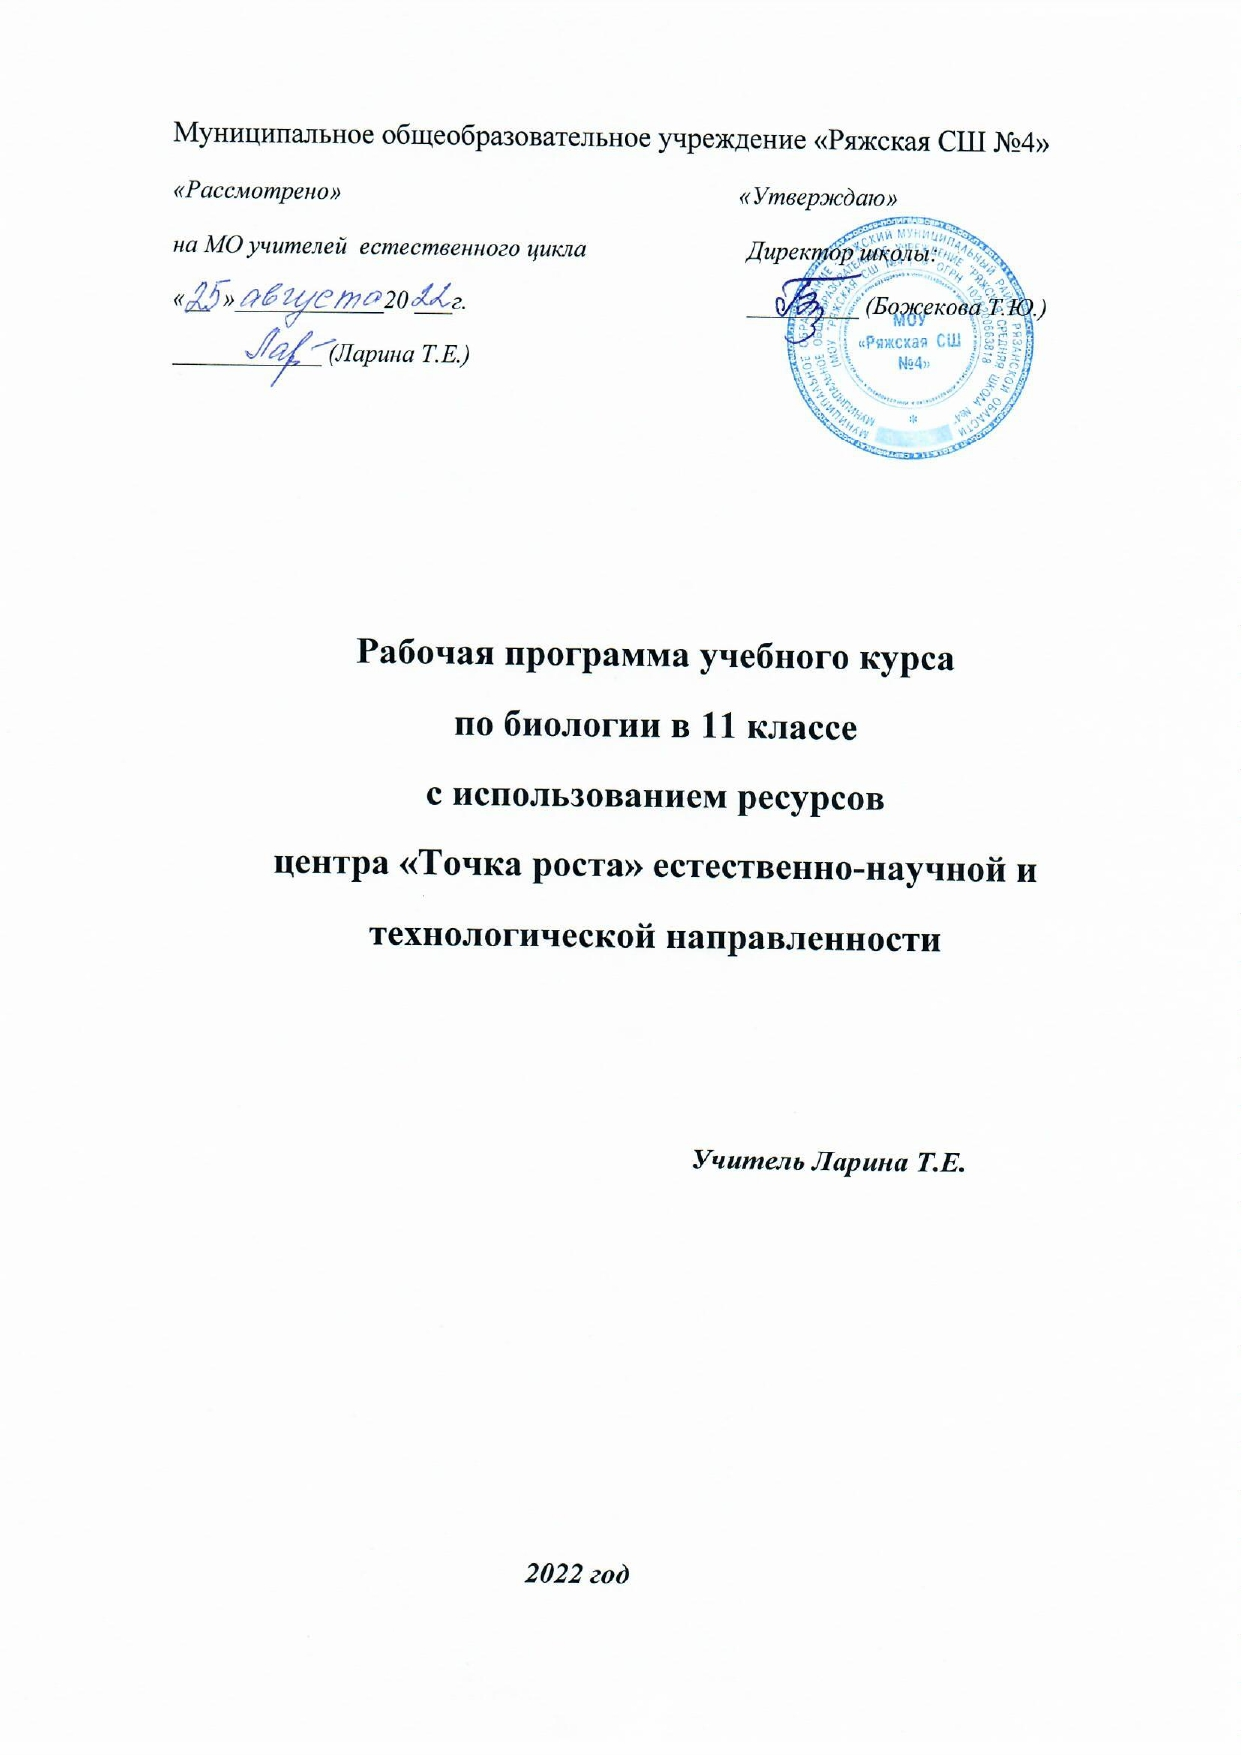 Муниципальное общеобразовательное учреждение «Ряжская СШ №4»
«Рассмотрено» «Утверждаю»
на МО учителей естественного цикла Директор школы:
«25» августа 2022г. (Божекова Т.Ю.)
Лар (Ларина Т.Е.)
МОУ
«Ряжская СШ
№4»
Рабочая программа учебного курса
по биологии в 11 классе
с использованием ресурсов
центра «Точка роста» естественно-научной и
технологической направленности
Учитель Ларина Т.Е.
2022 год